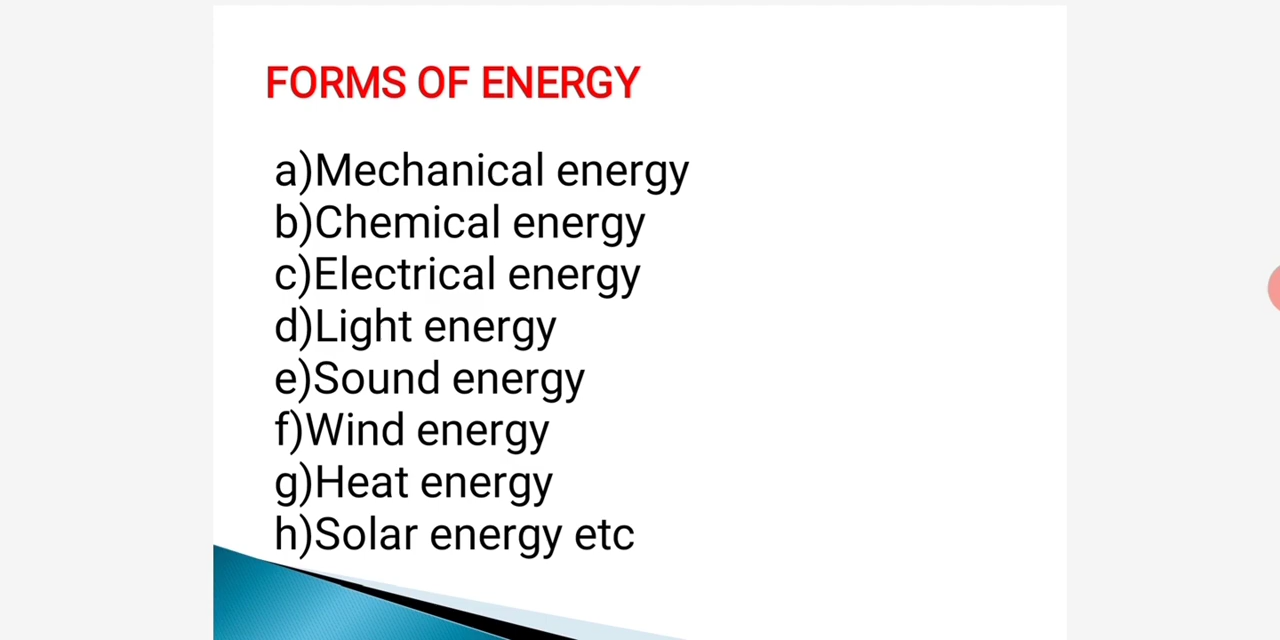 FORMS OF ENERGY
a)Mechanical energy
b)Chemical energy
c)Electrical energy
d)Light energy
e)Sound energy
f)Wind energy
g)Heat energy
h)Solar energy etc